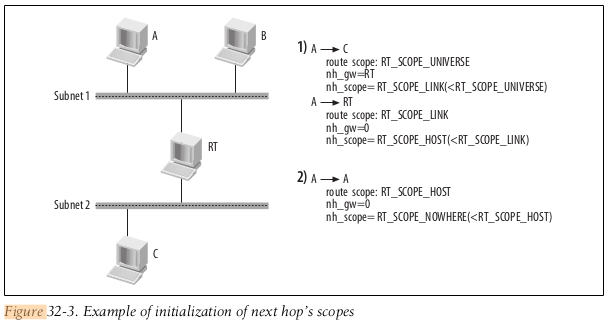 A
B
Subnet 1
RT
Subnet 2
C
1) A → C
route scope: RT_SCOPE_UNIVERSE
nh_gw=RT
nh_scope= RT_SCOPE_LINK(<RT_SCOPE_UNIVERSE)
A → RT
route scope: RT_SCOPE_LINK
nh_gw=0
nh_scope=RT_SCOPE_HOST(<RT_SCOPE_LINK)
2) A → A
route scope: RT_SCOPE_HOST
nh_gw=0
nh_scope= RT_SCOPE_NOWHERE(<RT_SCOPE_HOST)
Figure 32-3. Example of initialization of next hop’s scopes